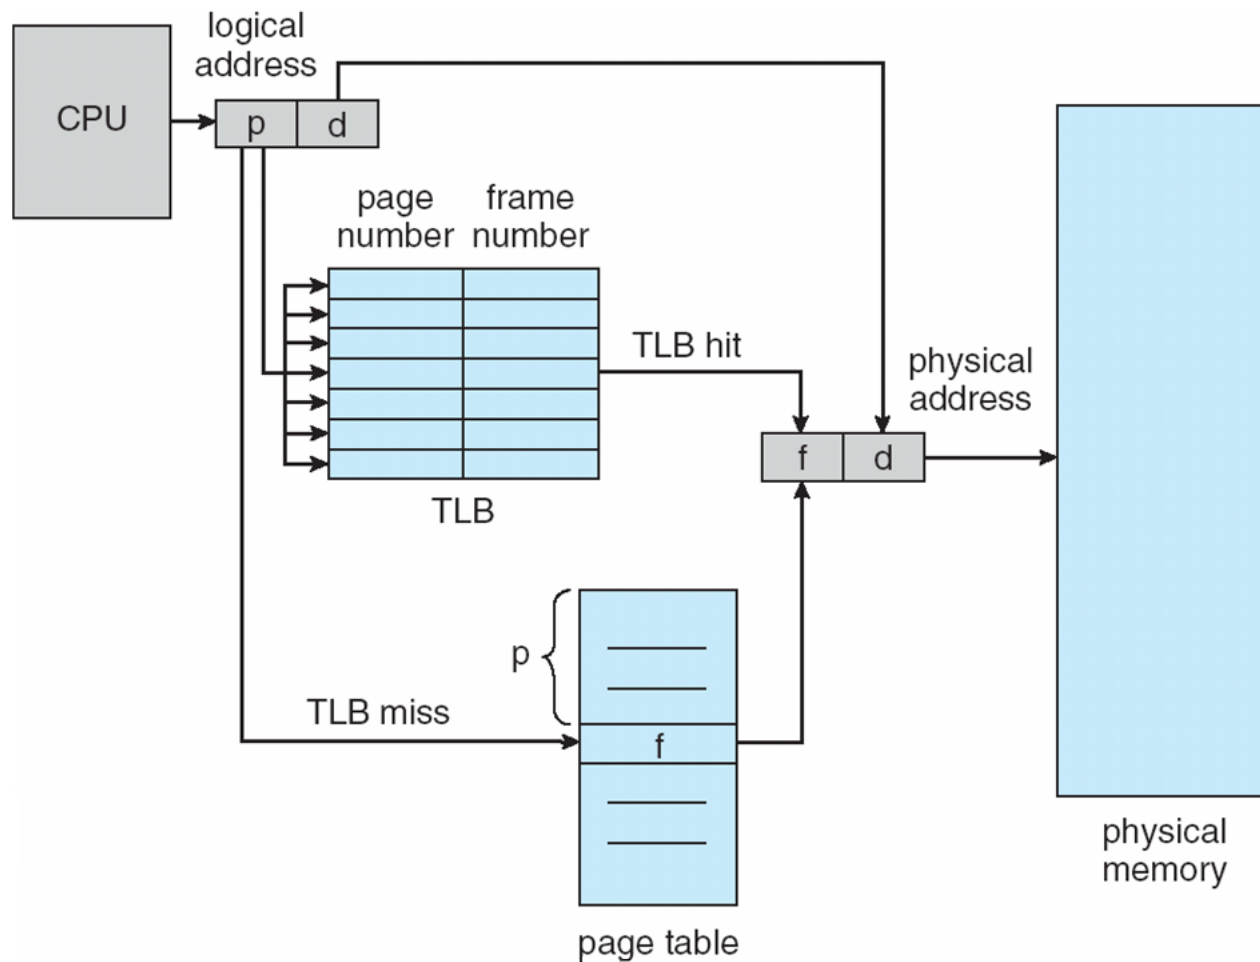 logical
address
CPU
p
d
page
number
frame
number
TLB hit
physical
address
f
d
TLB
p
TLB miss
f
physical
memory
page table